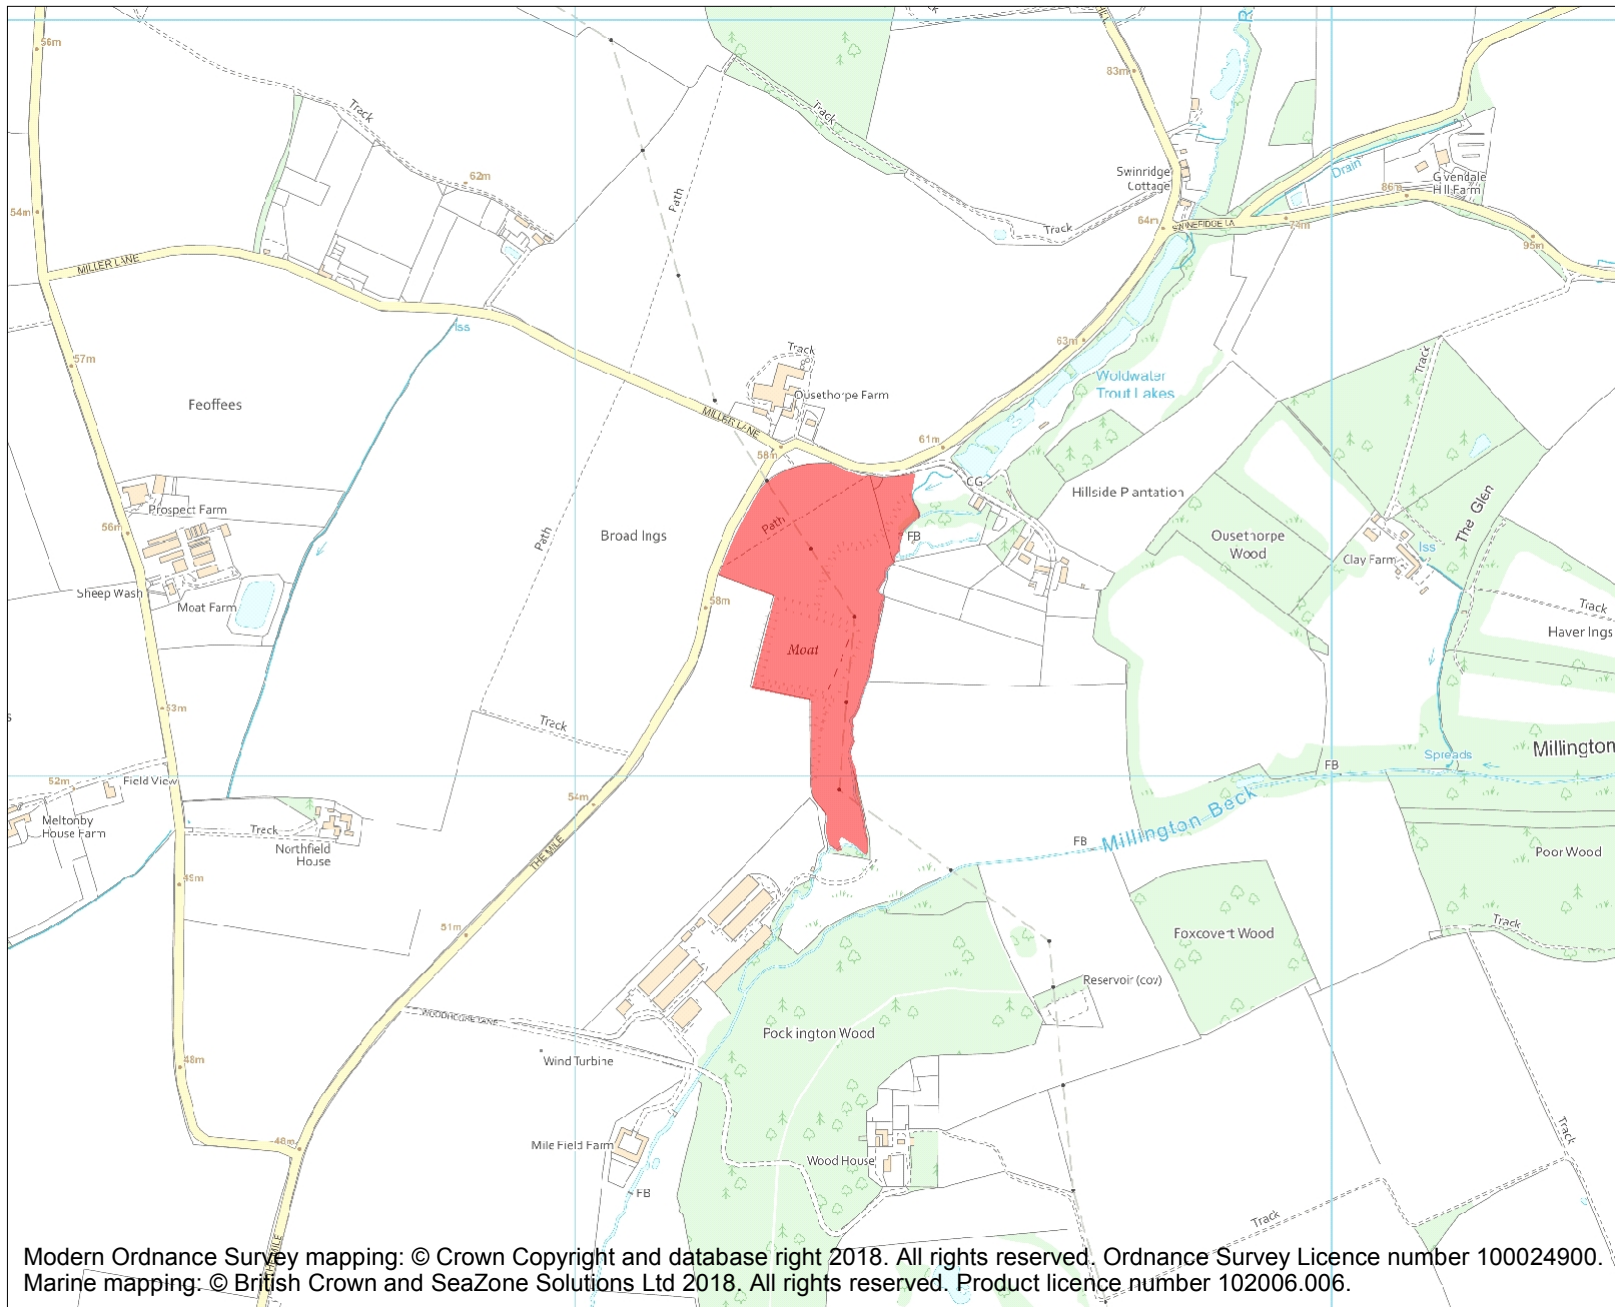 56m
R
83m
Track
Track
62m
Path
Swinridge
Cottage
Drain
Givendale
Hill Farm
86m
54m
64m
SWINERIDGE LA
74m
Track
95m
MILLER LANE
Iss
63m
Track
57m
Track
Woldwater
Trout Lakes
Feoffees
Ousethorpe Farm
MILLER LANE
61m
58m
CG
Hillside Plantation
The Glen
Prospect Farm
56m
Path
Path
Broad Ings
FB
Ousethorpe
Wood
Iss
Clay Farm
Sheep Wash
Moat Farm
58m
Track
Haver Ings
Moat
s
53m
Track
Millington
Spreads
FB
52m
Field View
54m
Millington Beck
Meltonby
House Farm
Track
Northfield
House
THE MILE
FB
Poor Wood
49m
51m
Foxcovert Wood
Track
Reservoir (cov)
WOODHOUSE LANE
Pocklington Wood
Wind Turbine
48m
48m
Mile Field Farm
Wood House
Track
FB
Track
THE MILE
Modern Ordnance Survey mapping: © Crown Copyright and database right 2018. All rights reserved. Ordnance Survey Licence number 100024900.
Marine mapping: © British Crown and SeaZone Solutions Ltd 2018. All rights reserved. Product licence number 102006.006.